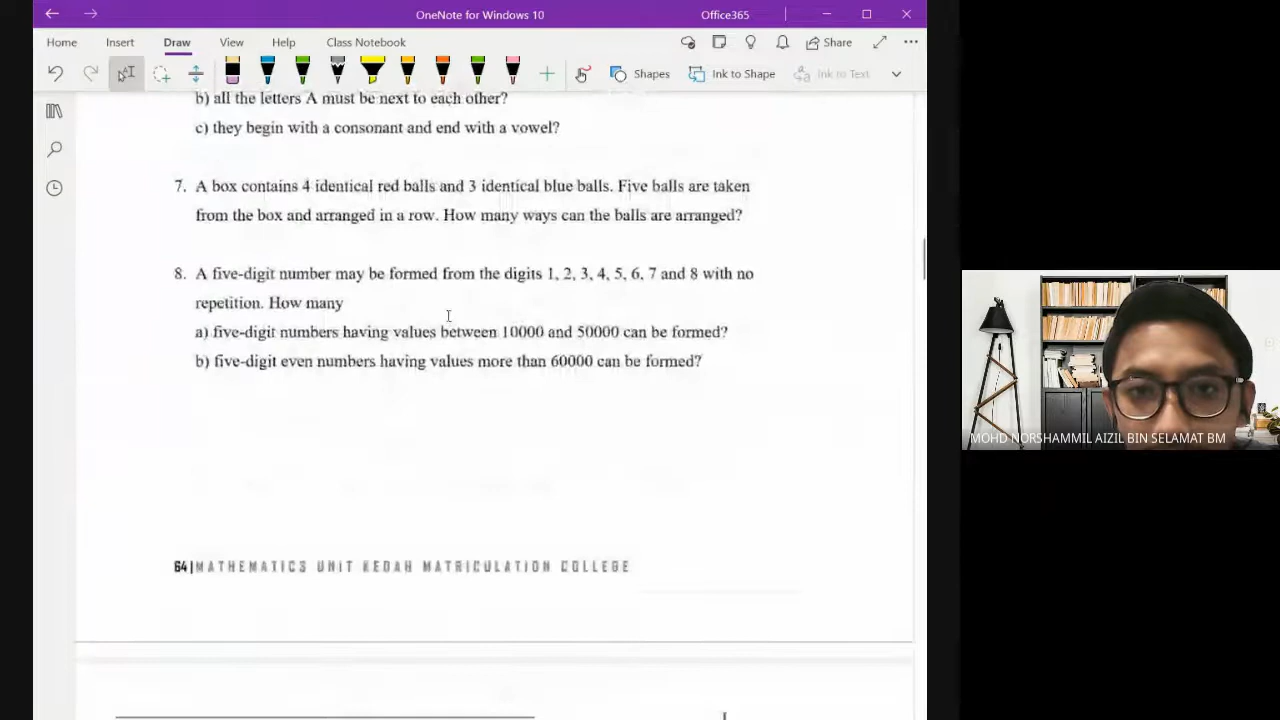 OneNote for Windows 10
Office365
Home
Insert
Draw
View
Help
Class Notebook
Share
Shapes
Ink to Shape
Ink to Text
b) all the letters A must be next to each other?
c) they begin with a consonant and end with a vowel?
7. A box contains 4 identical red balls and 3 identical blue balls. Five balls are taken
from the box and arranged in a row. How many ways can the balls are arranged?
8. A five-digit number may be formed from the digits 1, 2, 3, 4, 5, 6, 7 and 8 with no
repetition. How many
a) five-digit numbers having values between 10000 and 50000 can be formed?
b) five-digit even numbers having values more than 60000 can be formed?
64|MATHEMATICS UNIT KEDAH MATRICULATION COLLEGE
MOHD NORSHAMMIL AIZIL BIN SELAMAT BM